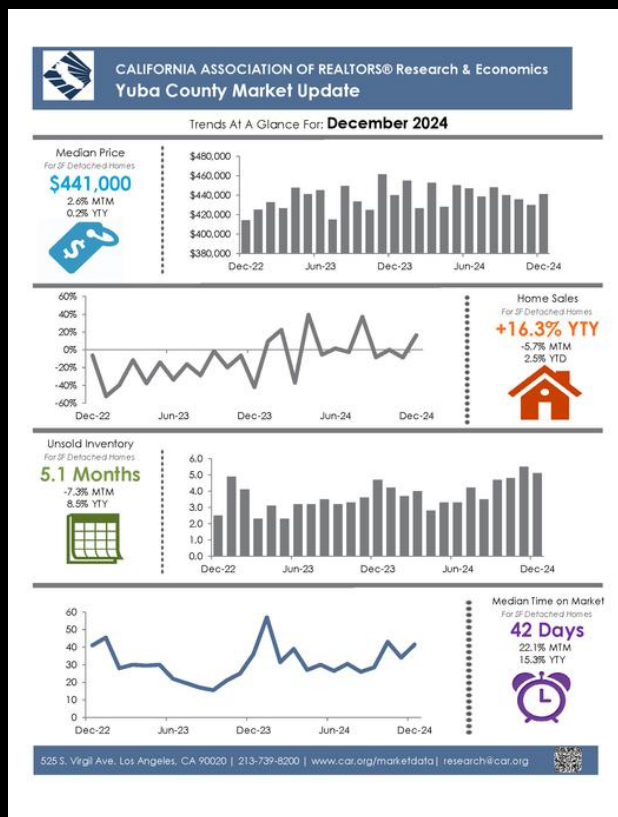 CALIFORNIA ASSOCIATION OF REALTORS® Research & Economics
Yuba County Market Update
Trends At A Glance For: December 2024
Median Price
For SF Detached Homes
$441,000
2.6% MTM
0.2% YTY
$480,000
$460,000
$440,000
$420,000
$400,000
$380,000
Dec-22 Jun-23 Dec-23 Jun-24 Dec-24
60%
40%
20%
0%
-20%
-40%
-60%
Dec-22 Jun-23 Dec-23 Jun-24 Dec-24
Home Sales
For SF Detached Homes
+16.3% YTY
-5.7% MTM
2.5% YTD
Unsold Inventory
For SF Detached Homes
5.1 Months
-7.3% MTM
8.5% YTY
6.0
5.0
4.0
3.0
2.0
1.0
0.0
Dec-22 Jun-23 Dec-23 Jun-24 Dec-24
60
50
40
30
20
10
0
Dec-22 Jun-23 Dec-23 Jun-24 Dec-24
Median Time on Market
For SF Detached Homes
42 Days
22.1% MTM
15.3% YTY
525 S. Virgil Ave. Los Angeles, CA 90020 | 213-739-8200 | www.car.org/marketdata| research@car.org